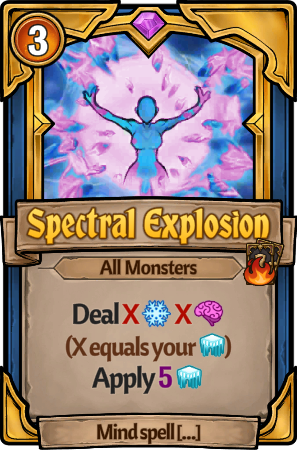 3
Spectral Explosion
All Monsters
Deal X X
(X equals your )
Apply 5
Mind spell [...]